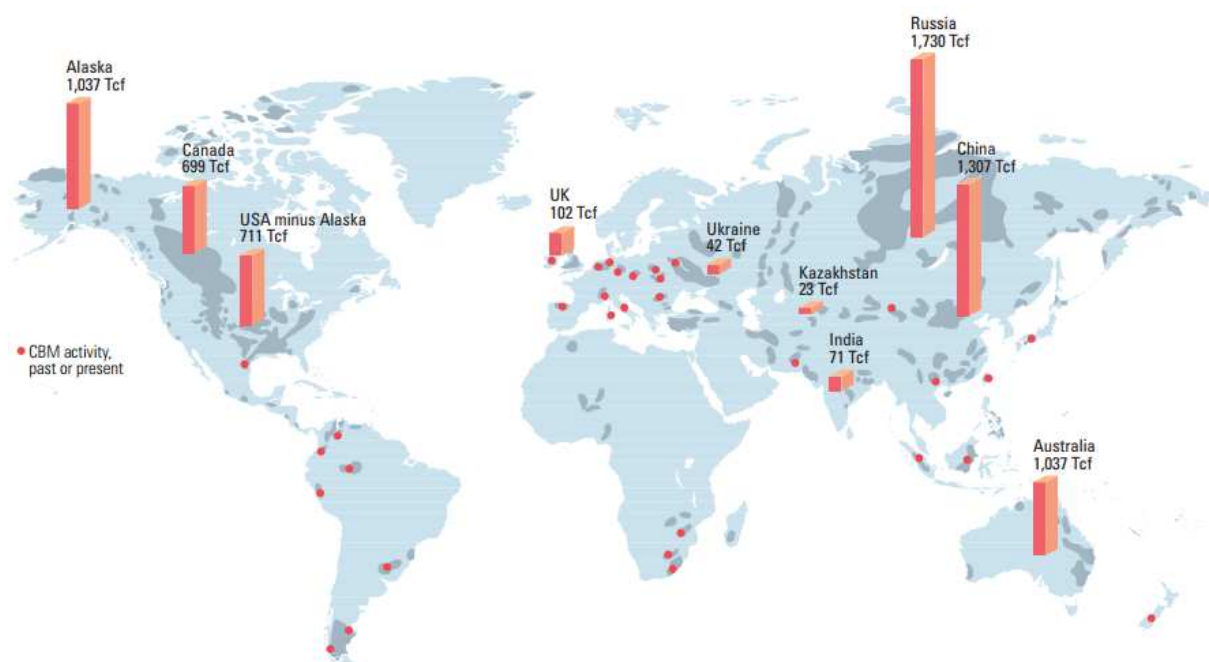 Russia
1,730 Tcf
Alaska
1,037 Tcf
Canada
699 Tcf
China
1,307 Tcf
UK
102 Tcf
USA minus Alaska
711 Tcf
Ukraine
42 Tcf
Kazakhstan
23 Tcf
India
71 Tcf
CBM activity,
past or present
Australia
1,037 Tcf